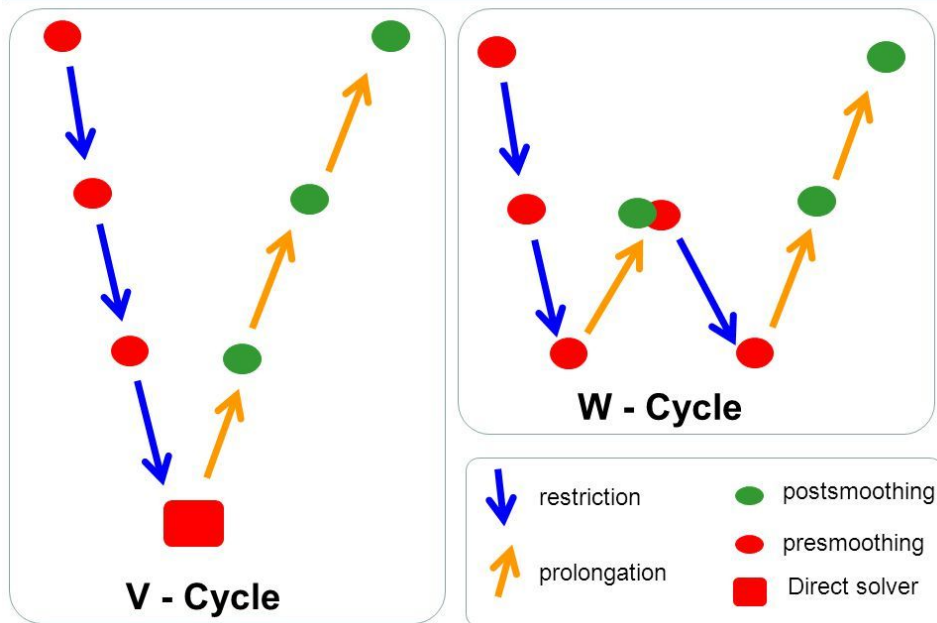 V - Cycle
W - Cycle
restriction
prolongation
postsmoothing
presmoothing
Direct solver